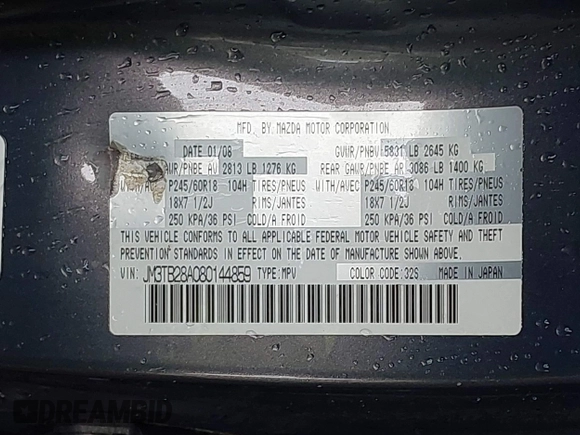 MFD. BY MAZDA MOTOR CORPORATION
DATE 01/08 GVWR/PNBV 5831 LB 2645 KG
GAWR/PNBE AV 2813 LB 1276 KG REAR GAWR/PNBE AR 3086 LB 1400 KG
WITH/AVEC P245/60R18 104H TIRES/PNEUS WITH/AVEC P245/60R18 104H TIRES/PNEUS
18X7 1/2J RIMS/JANTES 18X7 1/2J RIMS/JANTES
250 KPA/36 PSI COLD/A FROID 250 KPA/36 PSI COLD/A FROID
THIS VEHICLE CONFORMS TO ALL APPLICABLE FEDERAL MOTOR VEHICLE SAFETY AND THEFT
PREVENTION STANDARDS IN EFFECT ON THE DATE OF MANUFACTURE SHOWN ABOVE.
VIN: JM3TB28A080144859 TYPE:MPV COLOR CODE:32S MADE IN JAPAN
DREAMBID